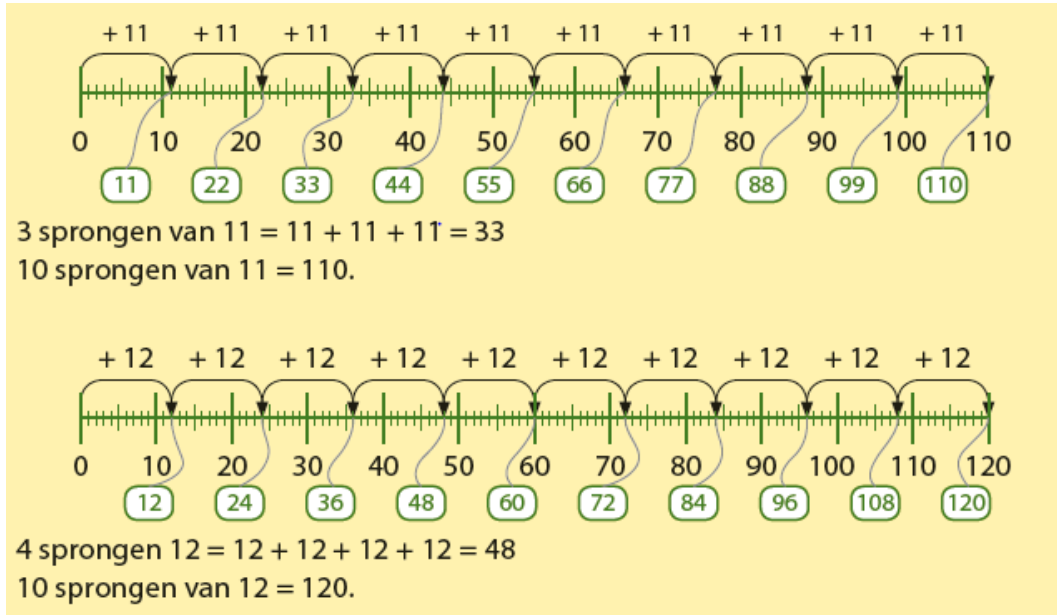 + 11 + 11 + 11 + 11 + 11 + 11 + 11 + 11 + 11 + 11
0 10 20 30 40 50 60 70 80 90 100 110
11 22 33 44 55 66 77 88 99 110
3 sprongen van 11 = 11 + 11 + 11 = 33
10 sprongen van 11 = 110.
+ 12 + 12 + 12 + 12 + 12 + 12 + 12 + 12 + 12 + 12
0 10 20 30 40 50 60 70 80 90 100 110 120
12 24 36 48 60 72 84 96 108 120
4 sprongen 12 = 12 + 12 + 12 + 12 = 48
10 sprongen van 12 = 120.